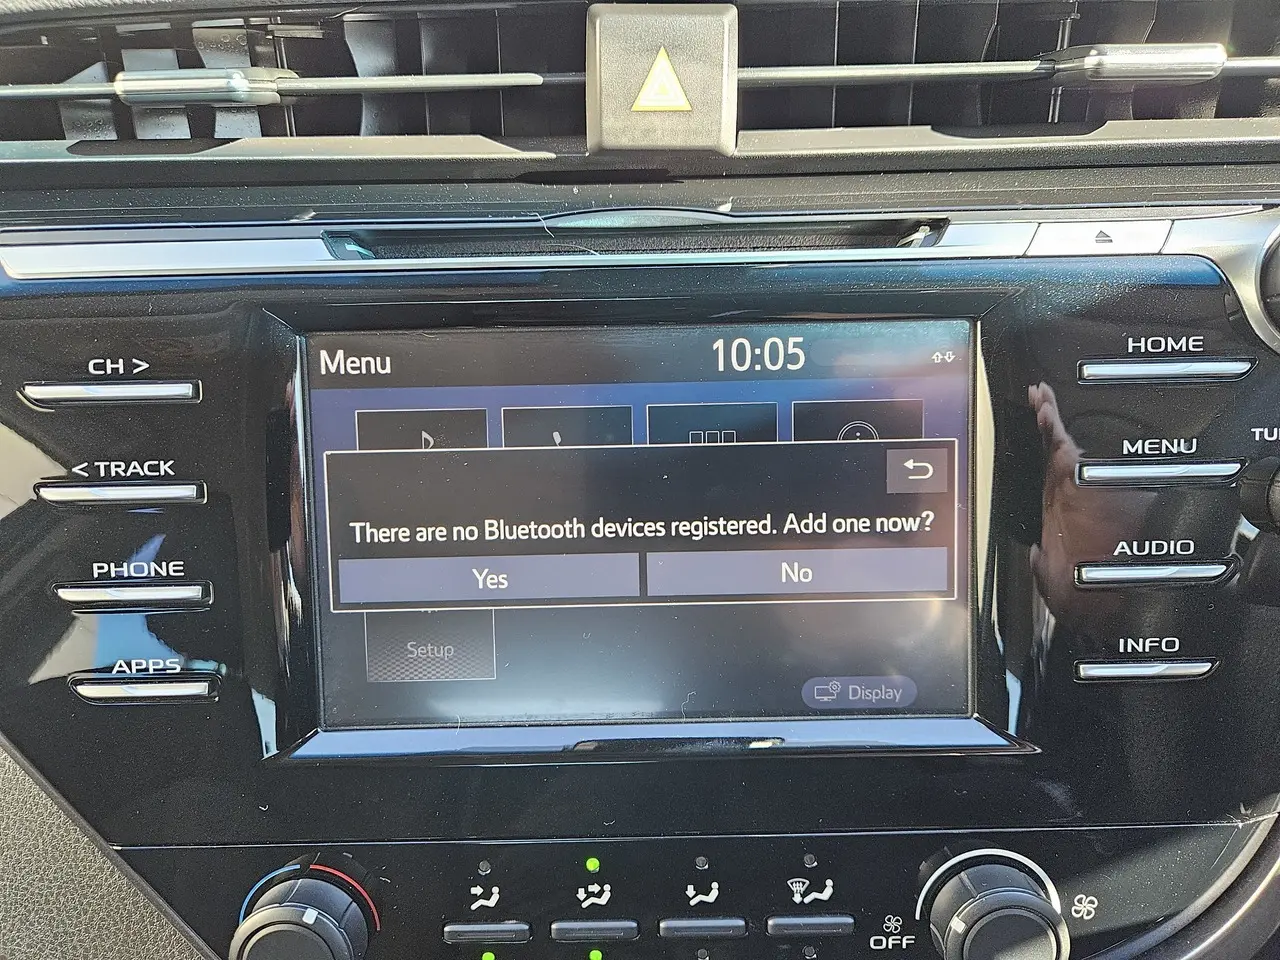 Menu
10:05
CH >
HOME
< TRACK
MENU
TU
There are no Bluetooth devices registered. Add one now?
Yes
No
PHONE
AUDIO
APPS
INFO
Setup
Display
OFF